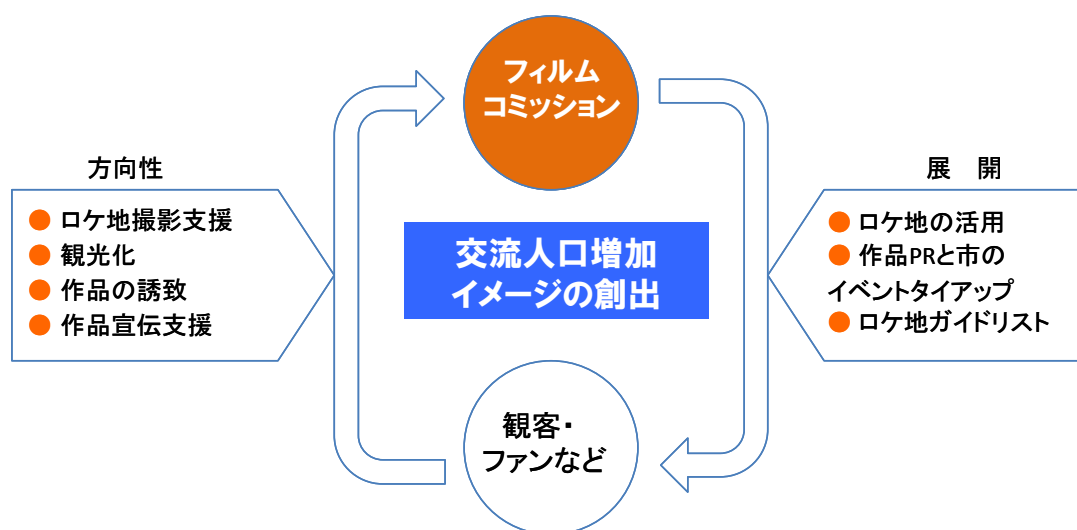 フィルム
コミッション
方向性
● ロケ地撮影支援
● 観光化
● 作品の誘致
● 作品宣伝支援
交流人口増加
イメージの創出
展　開
● ロケ地の活用
● 作品PRと市の
イベントタイアップ
● ロケ地ガイドリスト
観客・
ファンなど